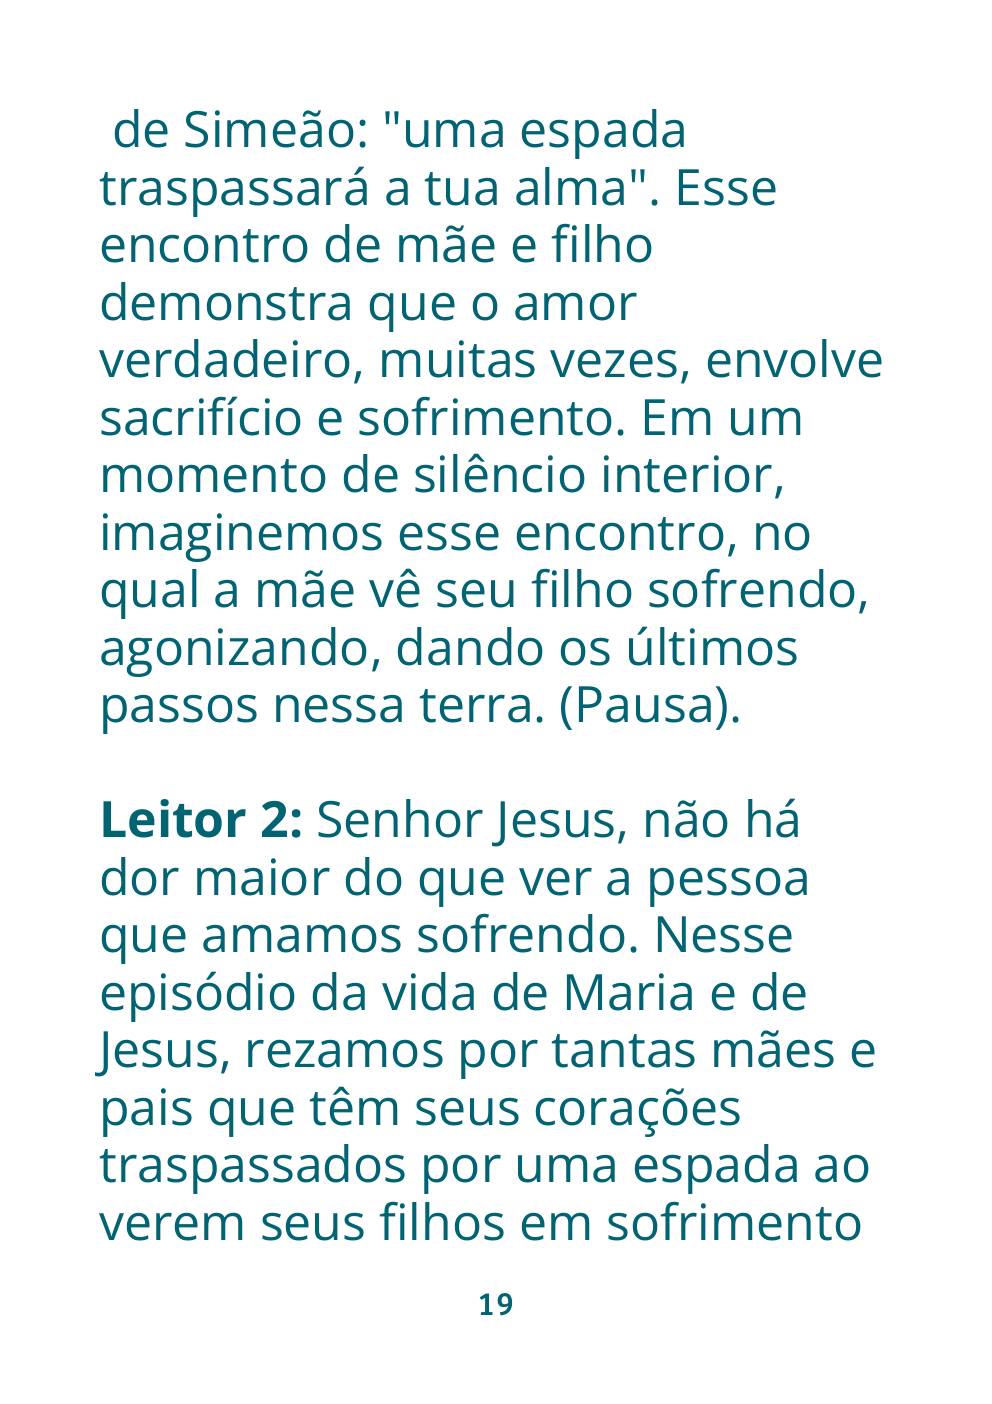 de Simeão: "uma espada
traspassará a tua alma". Esse
encontro de mãe e filho
demonstra que o amor
verdadeiro, muitas vezes, envolve
sacrifício e sofrimento. Em um
momento de silêncio interior,
imaginemos esse encontro, no
qual a mãe vê seu filho sofrendo,
agonizando, dando os últimos
passos nessa terra. (Pausa).
Leitor 2: Senhor Jesus, não há
dor maior do que ver a pessoa
que amamos sofrendo. Nesse
episódio da vida de Maria e de
Jesus, rezamos por tantas mães e
pais que têm seus corações
traspassados por uma espada ao
verem seus filhos em sofrimento
19